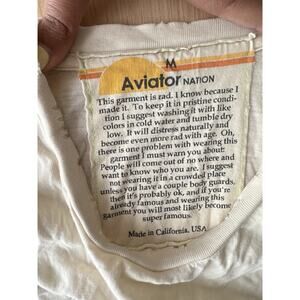 M
Aviator NATION
This garment is rad. I know because I
made it. To keep it in pristine condi-
tion I suggest washing it with like
colors in cold water and tumble dry
low. It will distress naturally and
become even more rad with age. Oh,
there is one problem with wearing this
garment I must warn you about:
People will come out of no where and
want to know who you are. I suggest
not wearing it in a crowded place
unless you have a couple body guards,
then it's probably ok, and if you're
already famous and wearing this
garment you will most likely become
super famous.
Made in California, USA